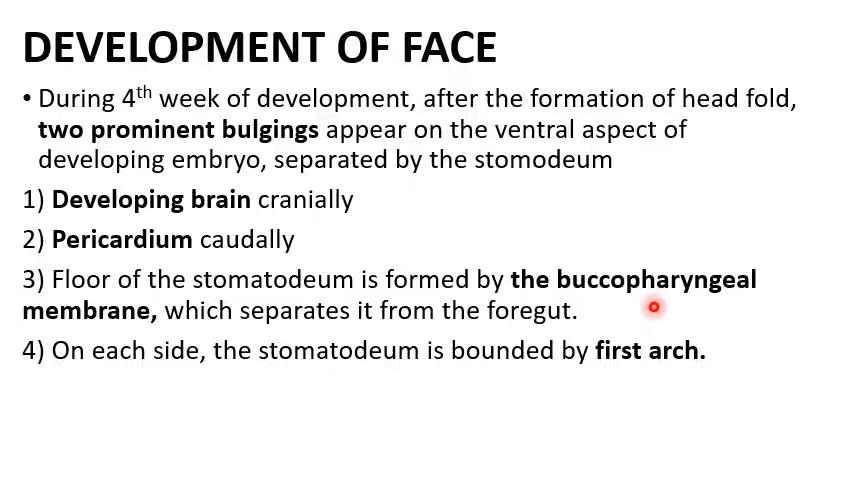 DEVELOPMENT OF FACE
• During 4th week of development, after the formation of head fold,
two prominent bulgings appear on the ventral aspect of
developing embryo, separated by the stomodeum
1) Developing brain cranially
2) Pericardium caudally
3) Floor of the stomatodeum is formed by the buccopharyngeal
membrane, which separates it from the foregut.
4) On each side, the stomatodeum is bounded by first arch.